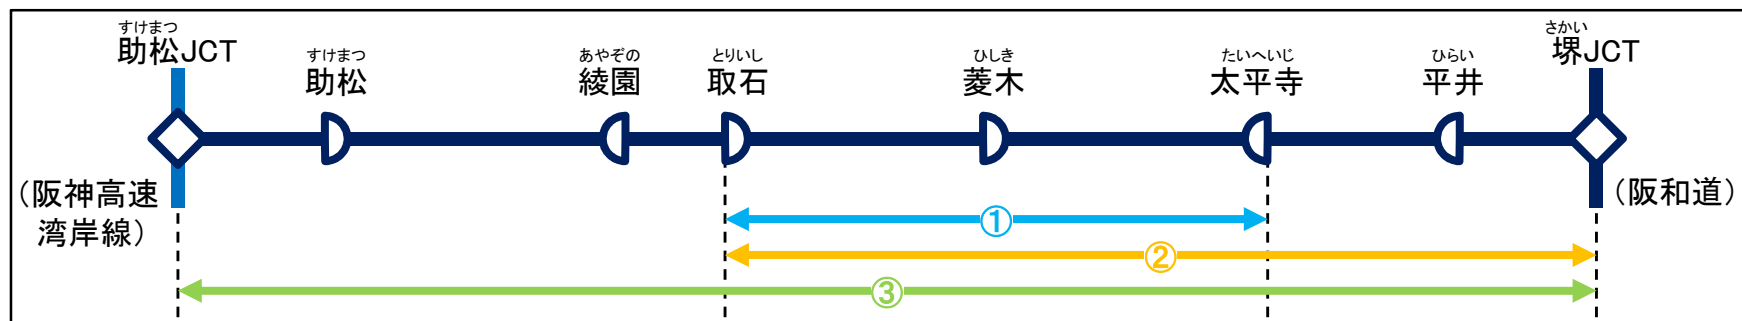 すけまつ
助松JCT
すけまつ
助松
あやぞの
綾園
とりいし
取石
ひしき
菱木
たいへいじ
太平寺
ひらい
平井
さかい
堺JCT
(阪神高速
湾岸線)
(阪和道)
①
②
③